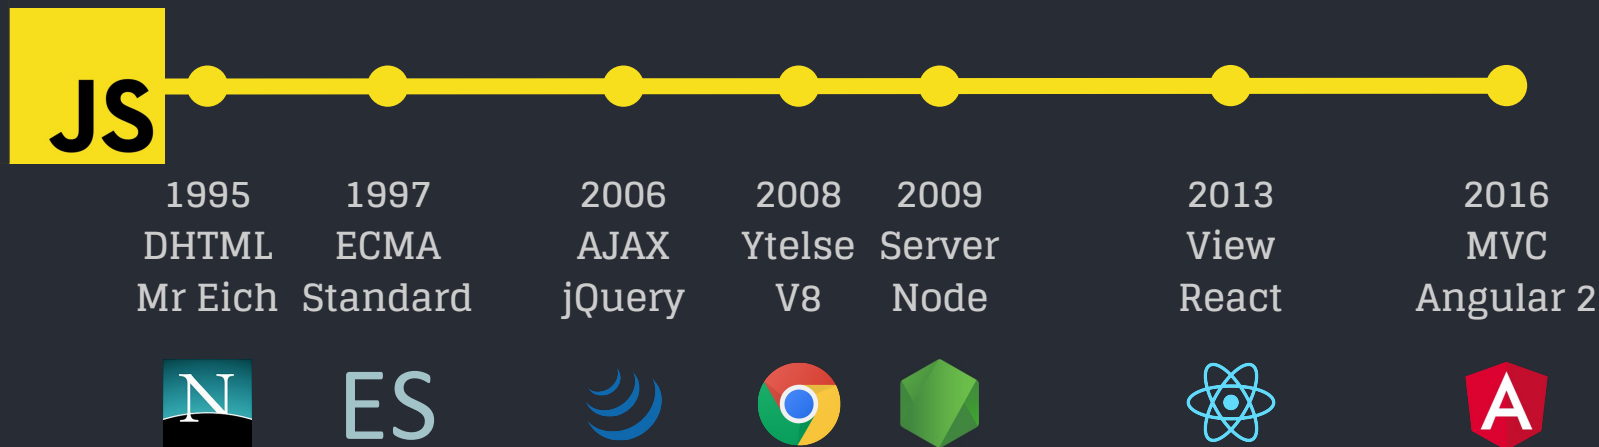 JS
1995
DHTML
Mr Eich
1997
ECMA
Standard
2006
AJAX
jQuery
2008
Ytelse
V8
2009
Server
Node
2013
View
React
2016
MVC
Angular 2
N
ES
A